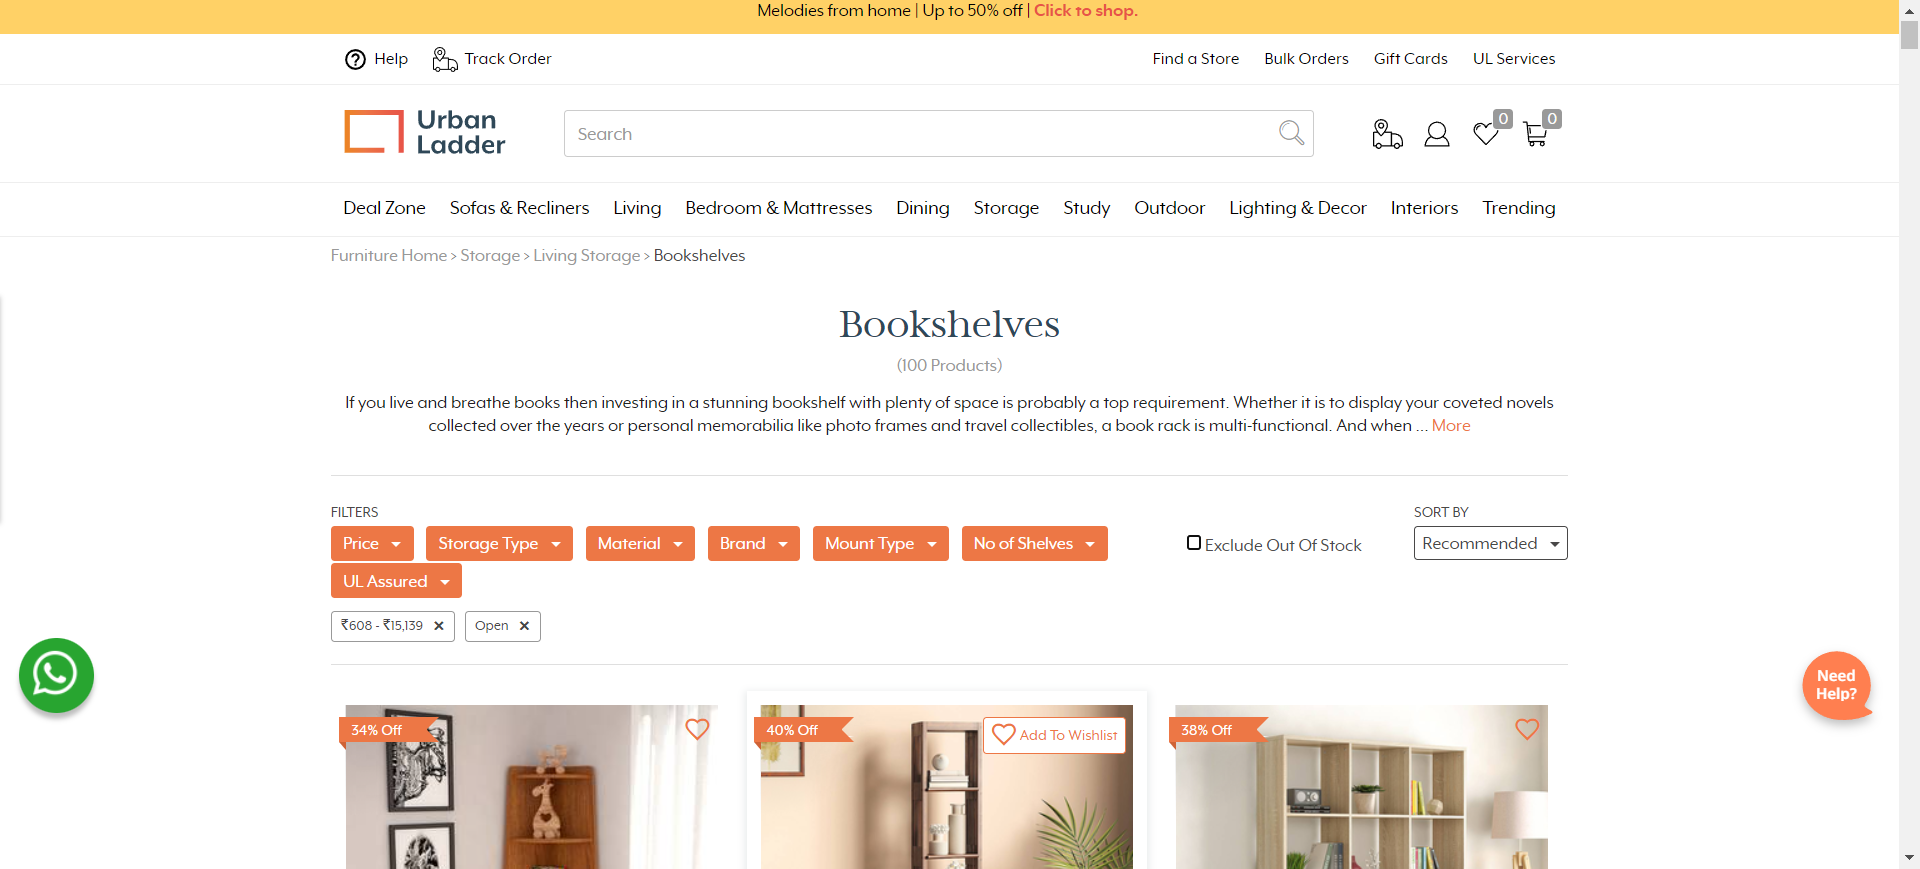 Melodies from home | Up to 50% off | Click to shop.
Help
Track Order
Find a Store
Bulk Orders
Gift Cards
UL Services
Urban
Ladder
Search
0
0
Deal Zone
Sofas & Recliners
Living
Bedroom & Mattresses
Dining
Storage
Study
Outdoor
Lighting & Decor
Interiors
Trending
Furniture Home > Storage > Living Storage > Bookshelves
Bookshelves
(100 Products)
If you live and breathe books then investing in a stunning bookshelf with plenty of space is probably a top requirement. Whether it is to display your coveted novels
collected over the years or personal memorabilia like photo frames and travel collectibles, a book rack is multi-functional. And when ... More
FILTERS
SORT BY
Price
Storage Type
Material
Brand
Mount Type
No of Shelves
Exclude Out Of Stock
Recommended
UL Assured
₹608 - ₹15,139
Open
Need
Help?
34% Off
40% Off
Add To Wishlist
38% Off